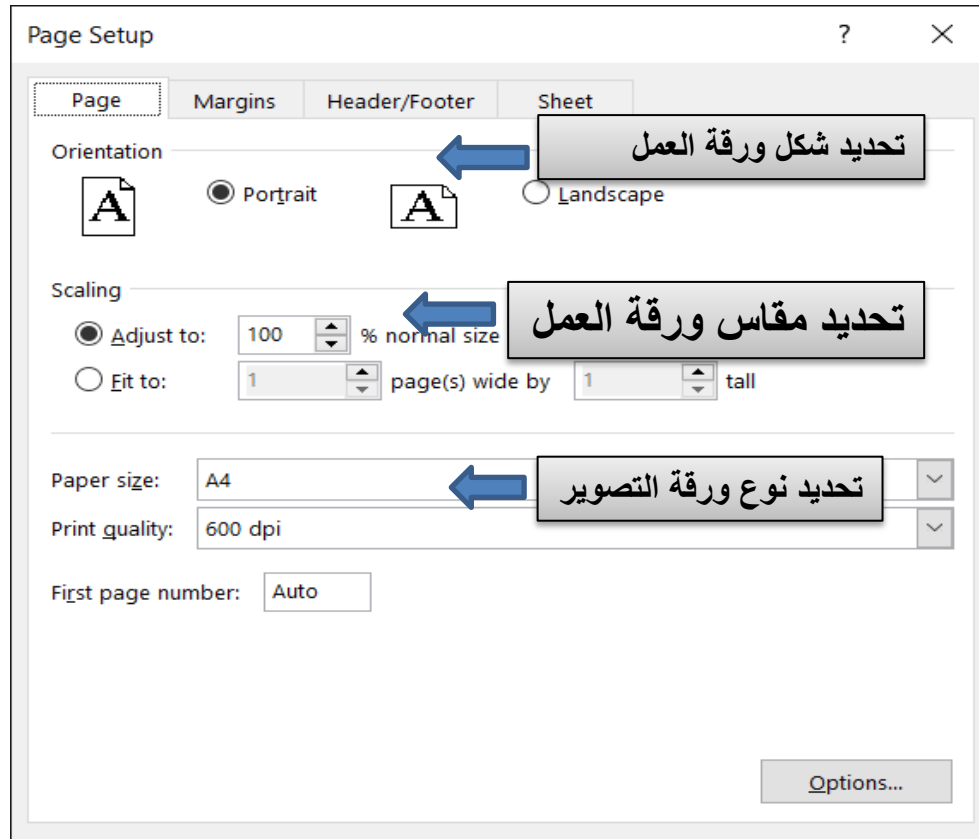 Page Setup ?
Page Margins Header/Footer Sheet
تحديد شكل ورقة العمل
Orientation
A Portrait A Landscape
Scaling
تحديد مقاس ورقة العمل
Adjust to: 100 % normal size
Fit to: 1 page(s) wide by 1 tall
Paper size: A4
تحديد نوع ورقة التصوير
Print quality: 600 dpi
First page number: Auto
Options...